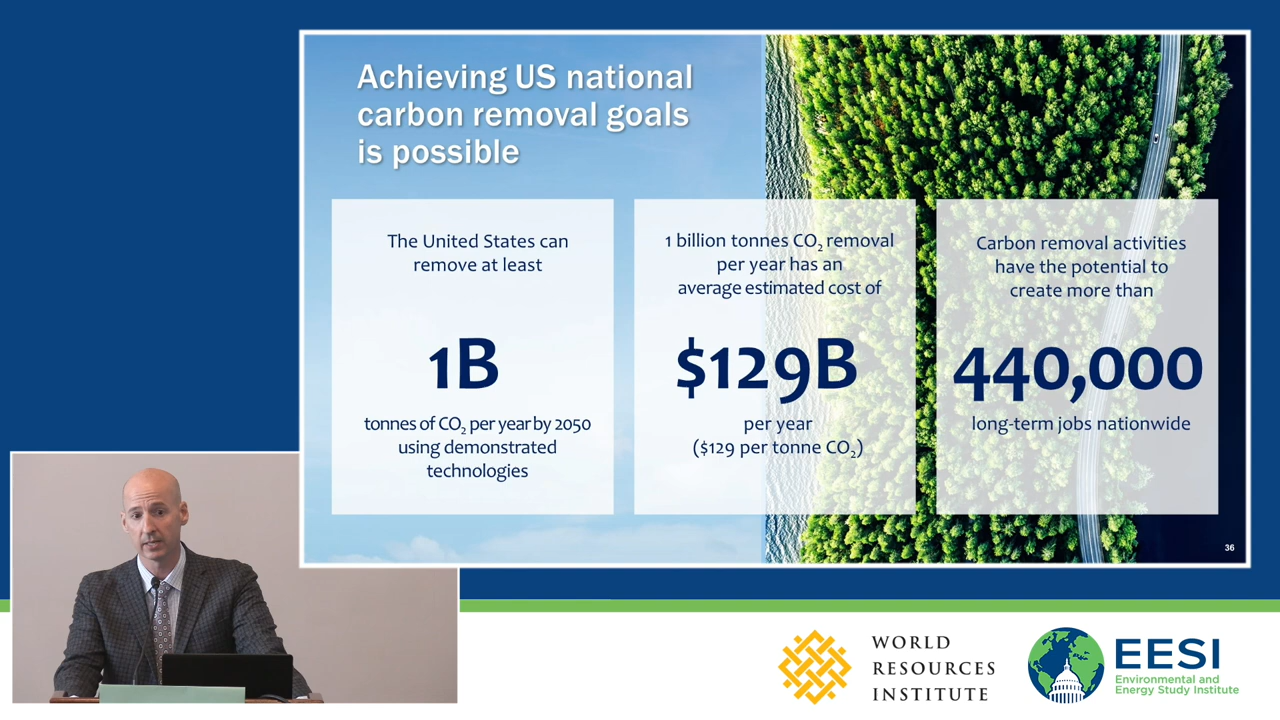 Achieving US national
carbon removal goals
is possible
The United States can
remove at least
1B
tonnes of CO₂ per year by 2050
using demonstrated
technologies
1 billion tonnes CO₂ removal
per year has an
average estimated cost of
$129B
per year
($129 per tonne CO₂)
Carbon removal activities
have the potential to
create more than
440,000
long-term jobs nationwide
36
WORLD
RESOURCES
INSTITUTE
EESI
Environmental and
Energy Study Institute